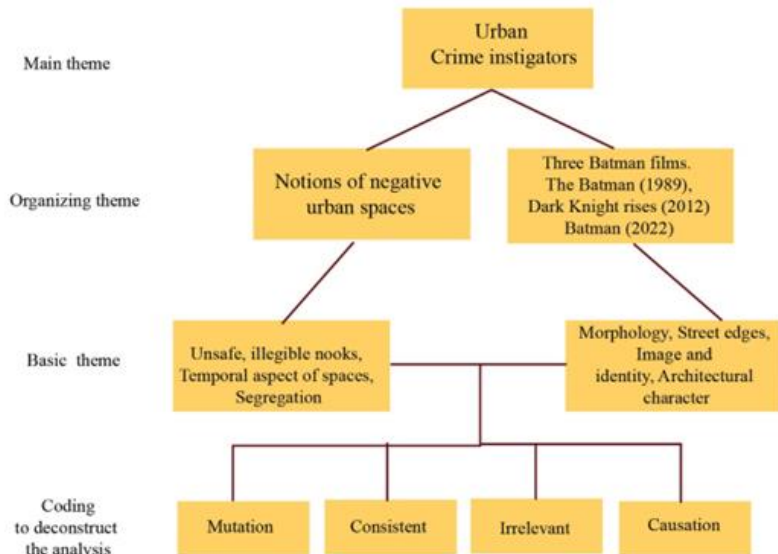 Main theme
Urban
Crime instigators
Organizing theme
Notions of negative
urban spaces
Three Batman films.
The Batman (1989),
Dark Knight rises (2012)
Batman (2022)
Basic theme
Unsafe, illegible nooks,
Temporal aspect of spaces,
Segregation
Morphology, Street edges,
Image and
identity, Architectural
character
Coding
to deconstruct
the analysis
Mutation
Consistent
Irrelevant
Causation